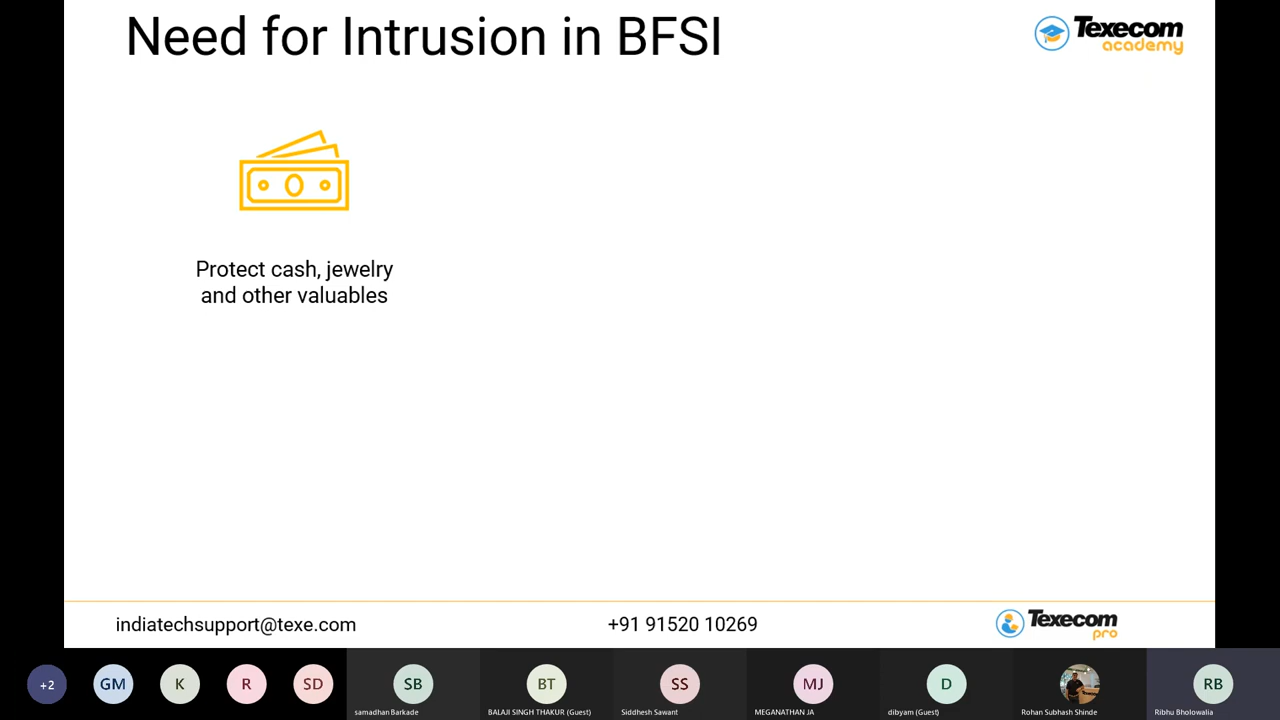 Need for Intrusion in BFSI
Texecom
academy
Protect cash, jewelry
and other valuables
indiatechsupport@texe.com
+91 91520 10269
Texecom
pro
+2
GM
K
R
SD
SB
BT
SS
MJ
D
RB
samadhan Barkade
BALAJI SINGH THAKUR (Guest)
Siddhesh Sawant
MEGANATHAN JA
dibyam (Guest)
Rohan Subhash Shinde
Ribhu Bholowalia